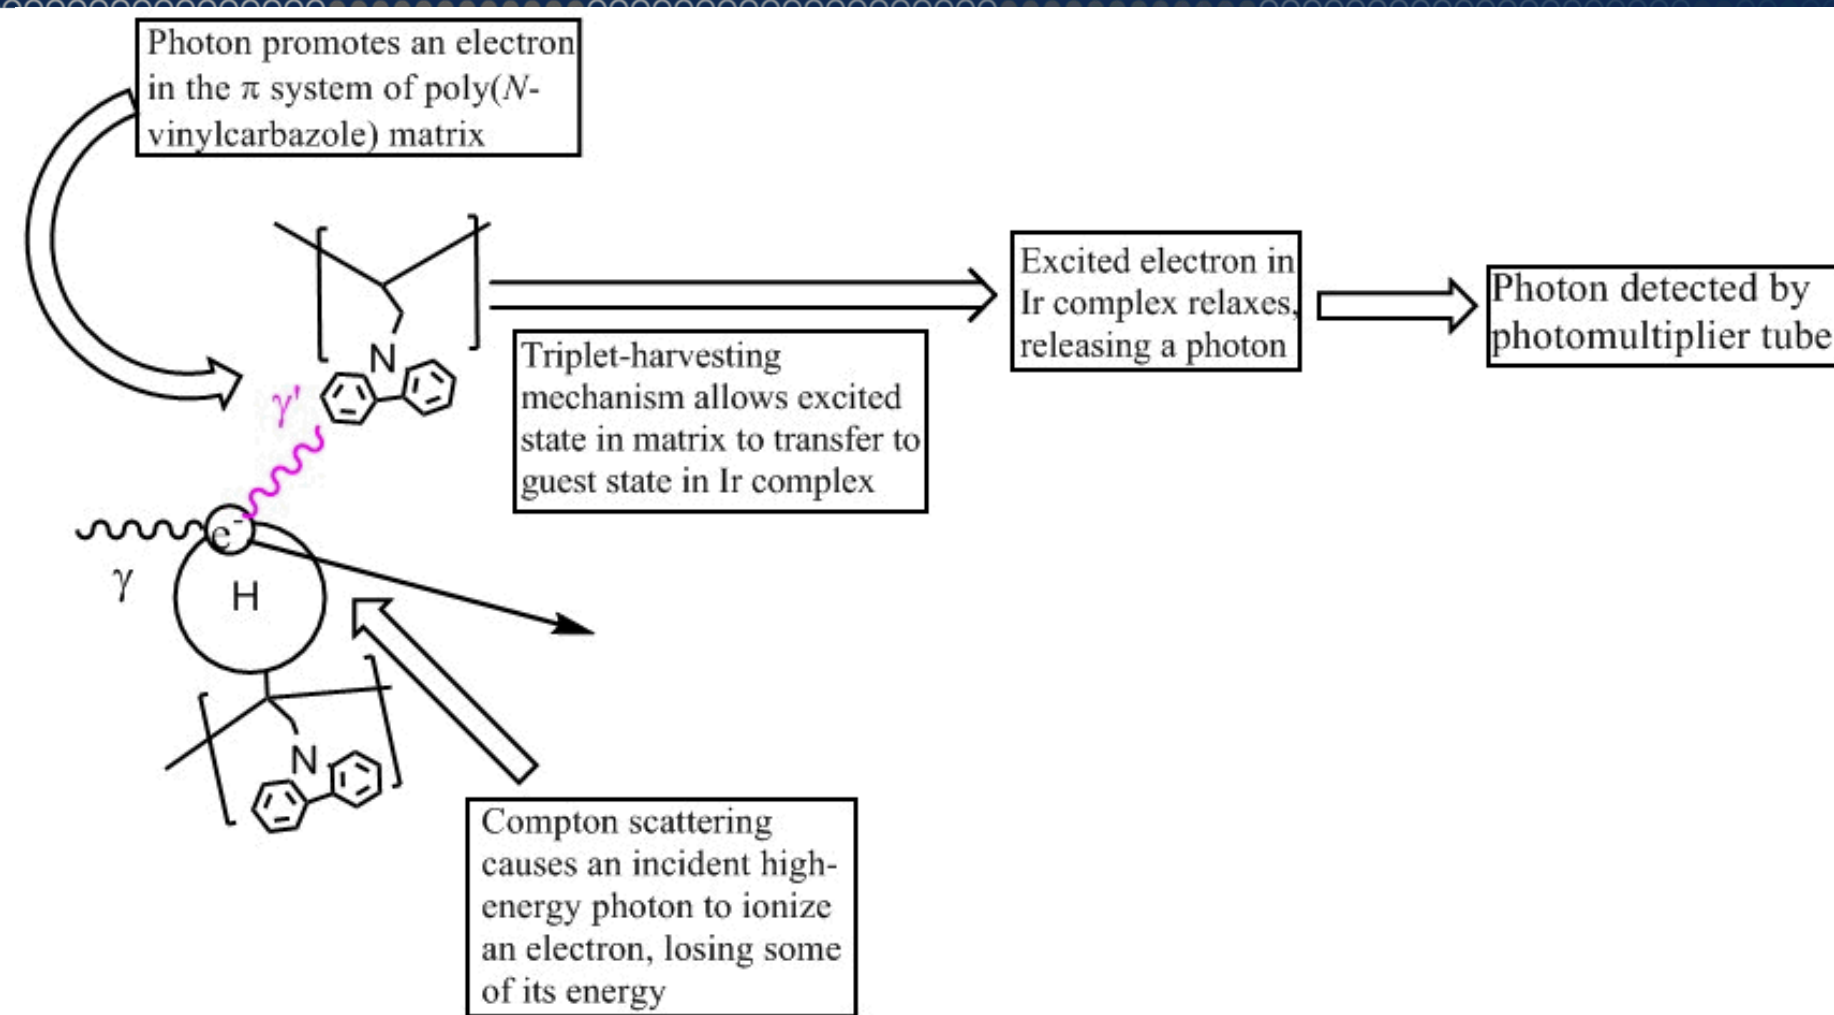 Photon promotes an electron
in the π system of poly(N-
vinylcarbazole) matrix
N
γ'
Triplet-harvesting
mechanism allows excited
state in matrix to transfer to
guest state in Ir complex
Excited electron in
Ir complex relaxes,
releasing a photon
Photon detected by
photomultiplier tube
e-
γ
H
N
Compton scattering
causes an incident high-
energy photon to ionize
an electron, losing some
of its energy